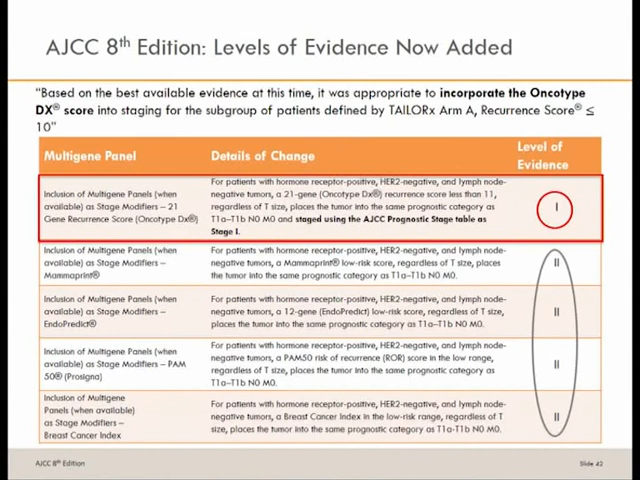 AJCC 8th Edition: Levels of Evidence Now Added
“Based on the best available evidence at this time, it was appropriate to incorporate the Oncotype
DX® score into staging for the subgroup of patients defined by TAILORx Arm A, Recurrence Score® ≤
10”
Multigene Panel
Details of Change
Level of
Evidence
Inclusion of Multigene Panels (when
available) as Stage Modifiers – 21
Gene Recurrence Score (Oncotype Dx®)
For patients with hormone receptor-positive, HER2-negative, and lymph node-
negative tumors, a 21-gene (Oncotype Dx®) recurrence score less than 11,
regardless of T size, places the tumor into the same prognostic category as
T1a–T1b N0 M0 and staged using the AJCC Prognostic Stage table as
Stage I.
I
Inclusion of Multigene Panels (when
available) as Stage Modifiers –
Mammaprint®
For patients with hormone receptor-positive, HER2-negative, and lymph node-
negative tumors, a Mammaprint® low-risk score, regardless of T size, places
the tumor into the same prognostic category as T1a–T1b N0 M0.
II
Inclusion of Multigene Panels (when
available) as Stage Modifiers –
EndoPredict®
For patients with hormone receptor-positive, HER2-negative, and lymph node-
negative tumors, a 12-gene (EndoPredict) low-risk score, regardless of T size,
places the tumor into the same prognostic category as T1a–T1b N0 M0.
II
Inclusion of Multigene Panels (when
available) as Stage Modifiers – PAM
50® (Prosigna)
For patients with hormone receptor-positive, HER2-negative, and lymph node-
negative tumors, a PAM50 risk of recurrence (ROR) score in the low range,
regardless of T size, places the tumor into the same prognostic category as
T1a–T1b N0 M0.
II
Inclusion of Multigene
Panels (when available)
as Stage Modifiers –
Breast Cancer Index
For patients with hormone receptor-positive, HER2-negative, and lymph node-
negative tumors, a Breast Cancer Index in the low-risk range, regardless of T
size, places the tumor into the same prognostic category as T1a–T1b N0 M0.
II
AJCC 8th Edition
Slide 42